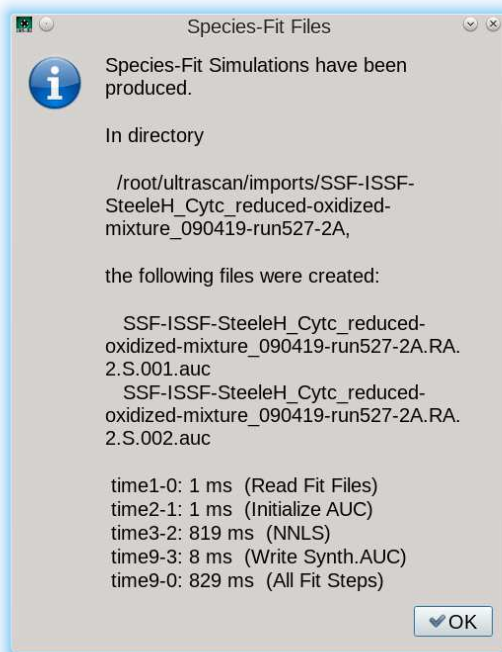 Species-Fit Files
Species-Fit Simulations have been
produced.
In directory
/root/ultrascan/imports/SSF-ISSF-
SteeleH_Cytc_reduced-oxidized-
mixture_090419-run527-2A,
the following files were created:
SSF-ISSF-SteeleH_Cytc_reduced-
oxidized-mixture_090419-run527-2A.RA.
2.S.001.auc
SSF-ISSF-SteeleH_Cytc_reduced-
oxidized-mixture_090419-run527-2A.RA.
2.S.002.auc
time1-0: 1 ms (Read Fit Files)
time2-1: 1 ms (Initialize AUC)
time3-2: 819 ms (NNLS)
time9-3: 8 ms (Write Synth.AUC)
time9-0: 829 ms (All Fit Steps)
OK